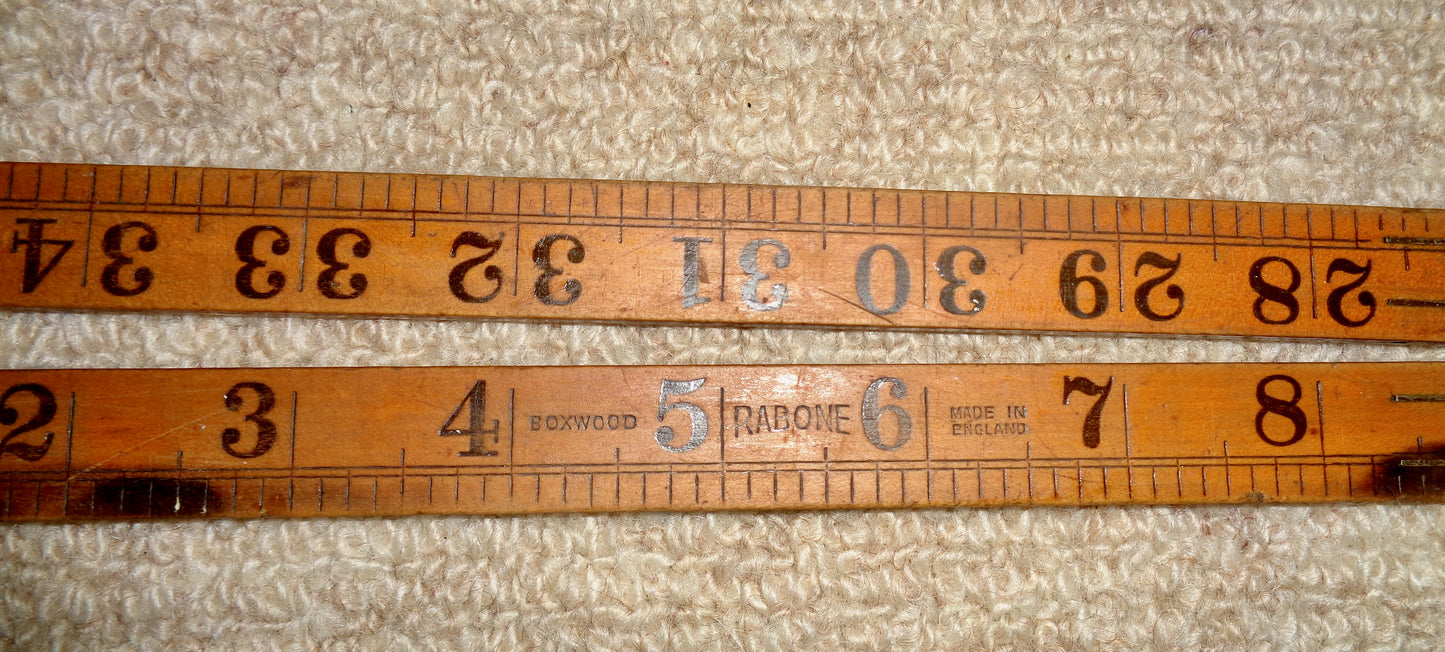 28 29 30 31 32 33 34
2 3 4 BOXWOOD 5 RABONE 6 MADE IN
ENGLAND 7 8